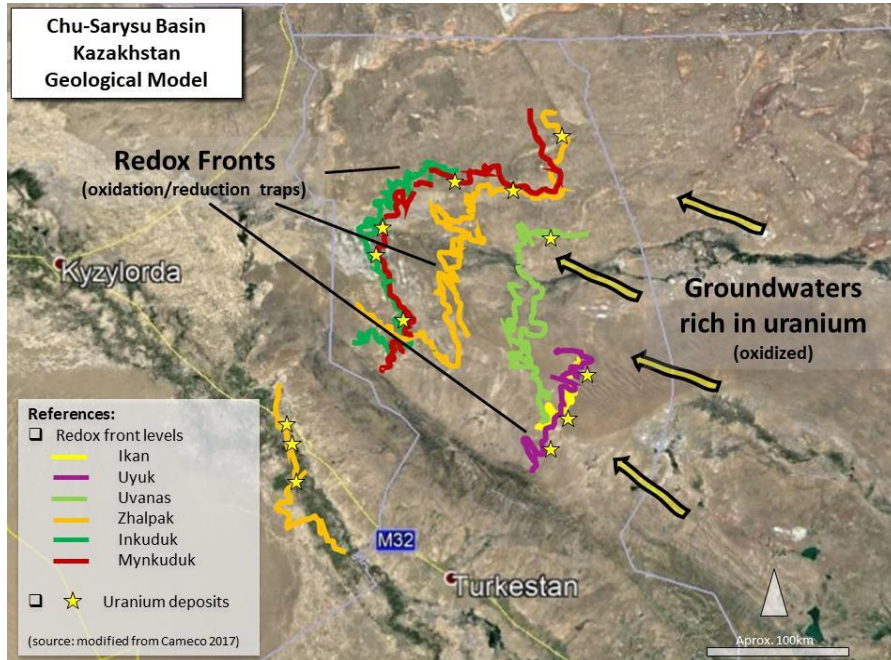 Chu-Sarysu Basin
Kazakhstan
Geological Model
Redox Fronts
(oxidation/reduction traps)
Kyzylorda
Groundwaters
rich in uranium
(oxidized)
References:
Redox front levels
Ikan
Uyuk
Uvanas
Zhalpak
Inkuduk
Mynkuduk
Uranium deposits
(source: modified from Cameco 2017)
M32
Turkestan
Aprox. 100km